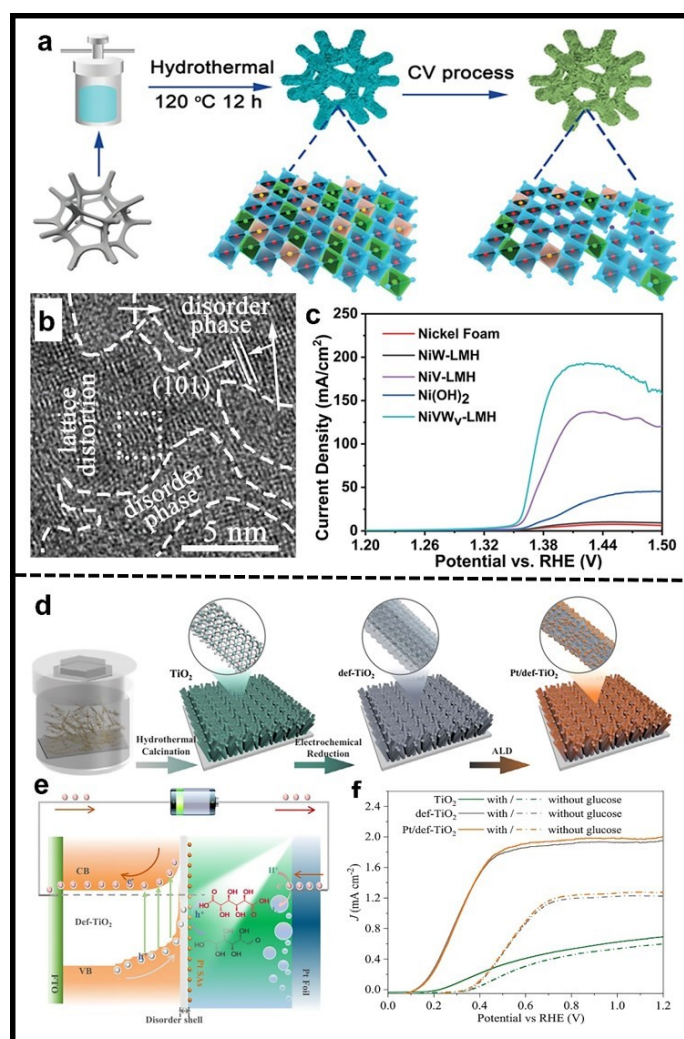 a
Hydrothermal
120 °C 12 h
CV process
b
disorder
phase
(101)
lattice
distortion
disorder
phase
5 nm
c
Current Density (mA/cm²)
250
200
150
100
50
0
Nickel Foam
NiW-LMH
NiV-LMH
Ni(OH)₂
NiVWᵥ-LMH
1.20 1.32 1.38 1.44 1.50
Potential vs. RHE (V)
d
TiO₂
def-TiO₂
Pt/def-TiO₂
Hydrothermal
Calcination
Electrochemical
Reduction
ALD
e
CB
Def-TiO₂
VB
FTO
h⁺
Pt SAs
H⁺
Pt Foil
Disorder shell
f
J (mA cm⁻²)
2.4
2.0
1.6
1.2
0.8
0.4
0.0
TiO₂ with / without glucose
def-TiO₂ with / without glucose
Pt/def-TiO₂ with / without glucose
0.0 0.2 0.4 0.6 0.8 1.0 1.2
Potential vs RHE (V)